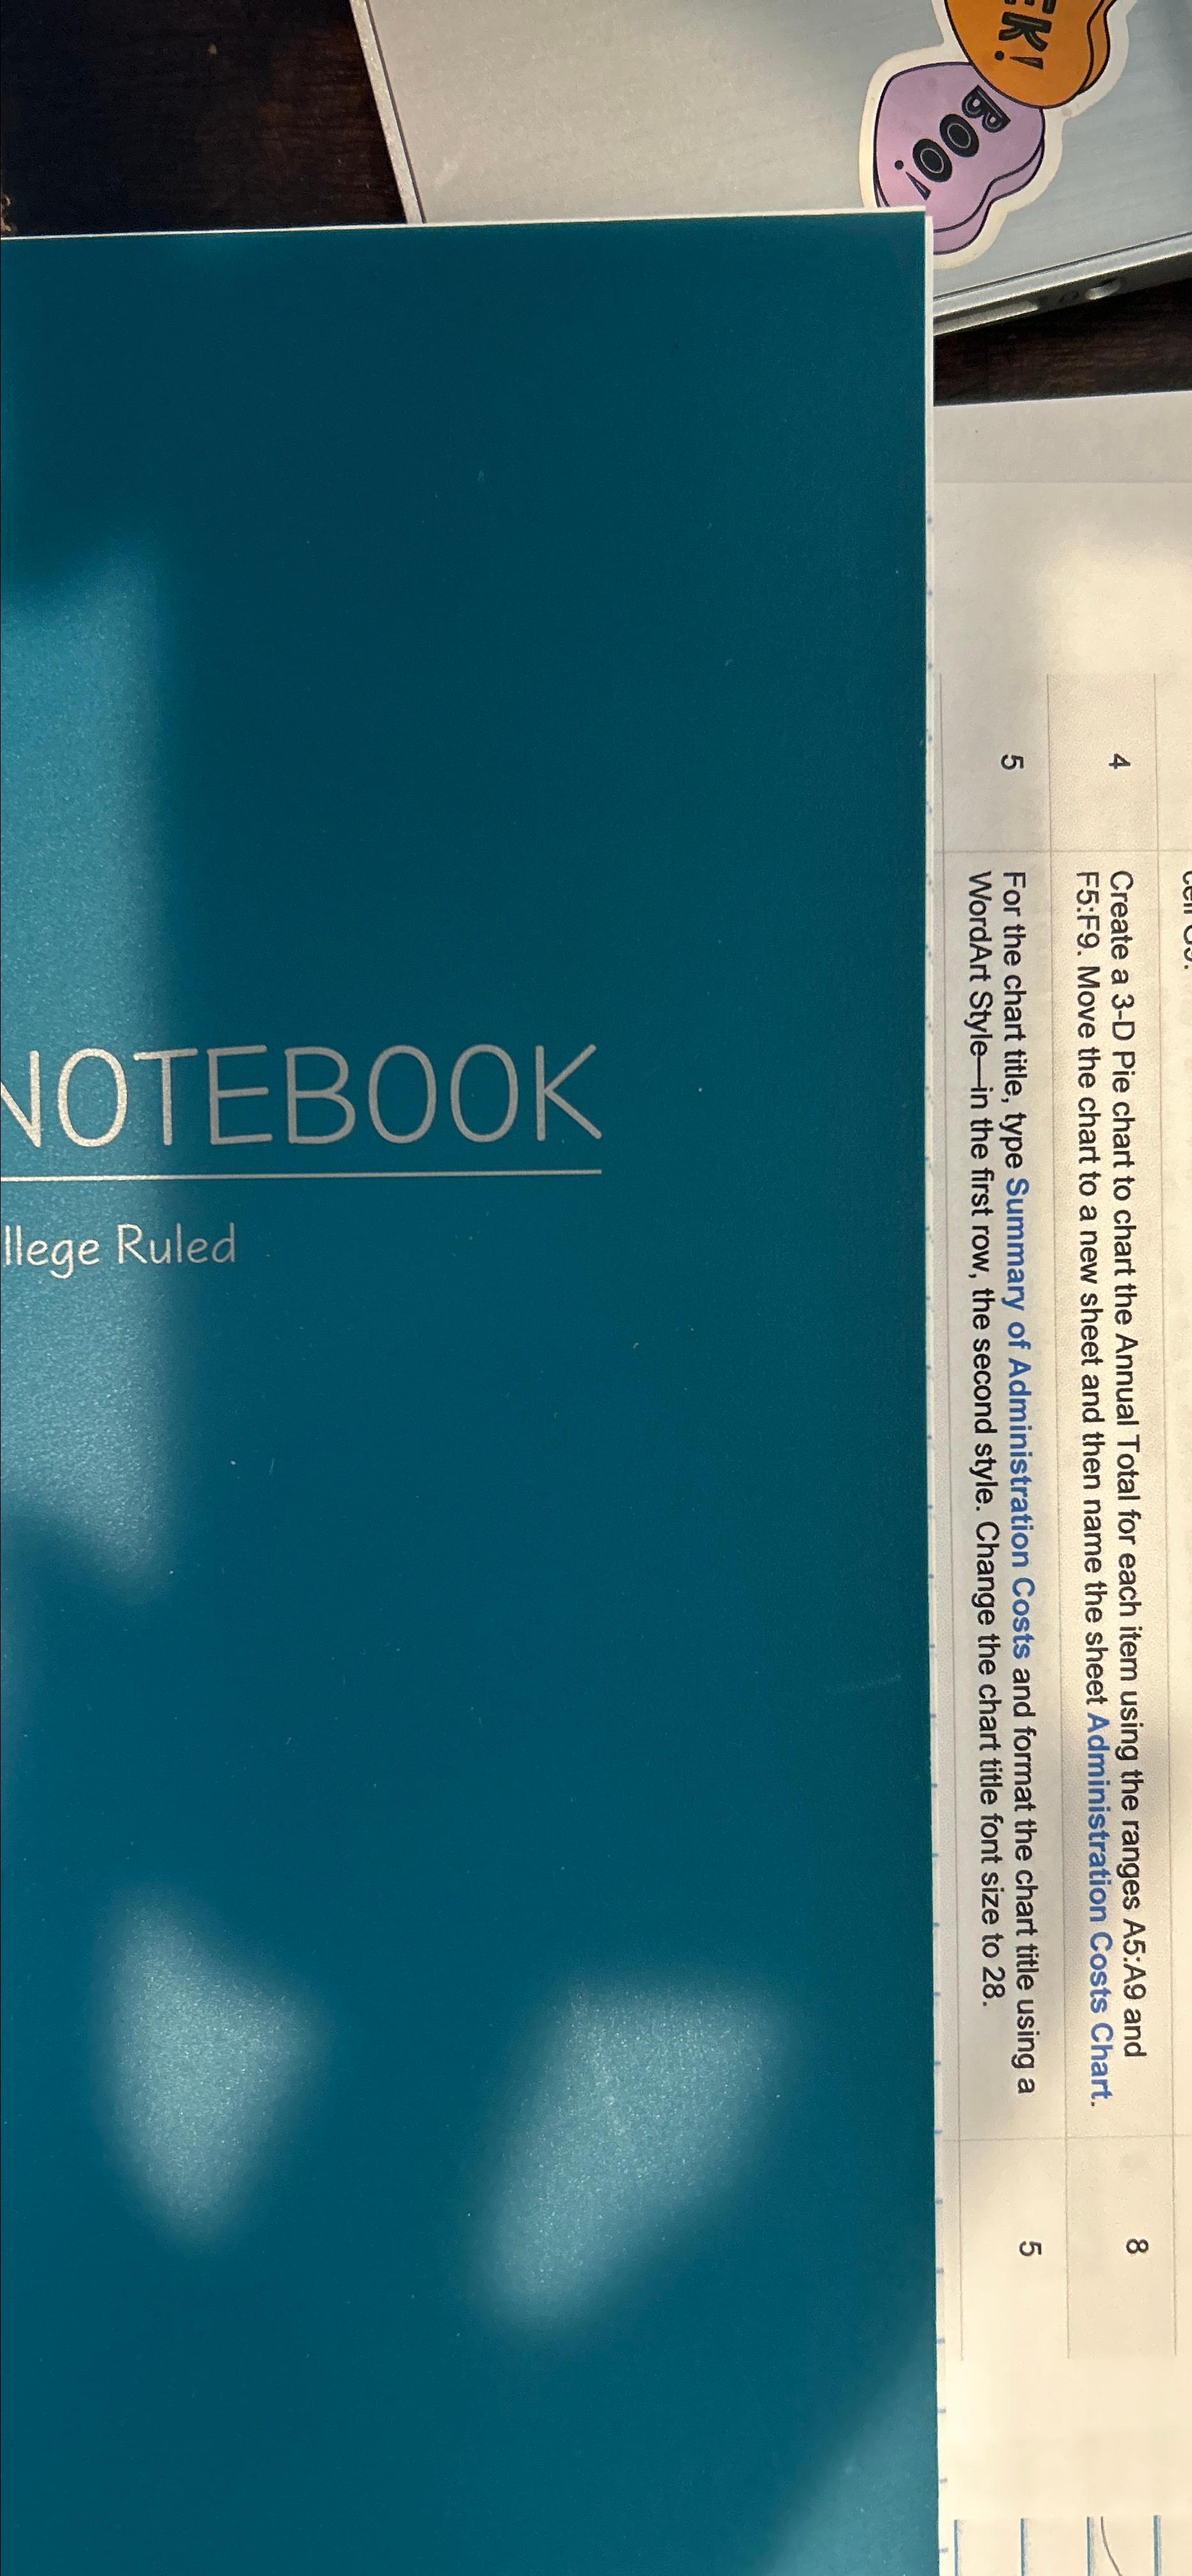 4
Create a 3-D Pie chart to chart the Annual Total for each item using the ranges A5:A9 and
F5:F9. Move the chart to a new sheet and then name the sheet Administration Costs Chart.
8
5
For the chart title, type Summary of Administration Costs and format the chart title using a
WordArt Style—in the first row, the second style. Change the chart title font size to 28.
5
NOTEBOOK
llege Ruled
EK!
BOO!